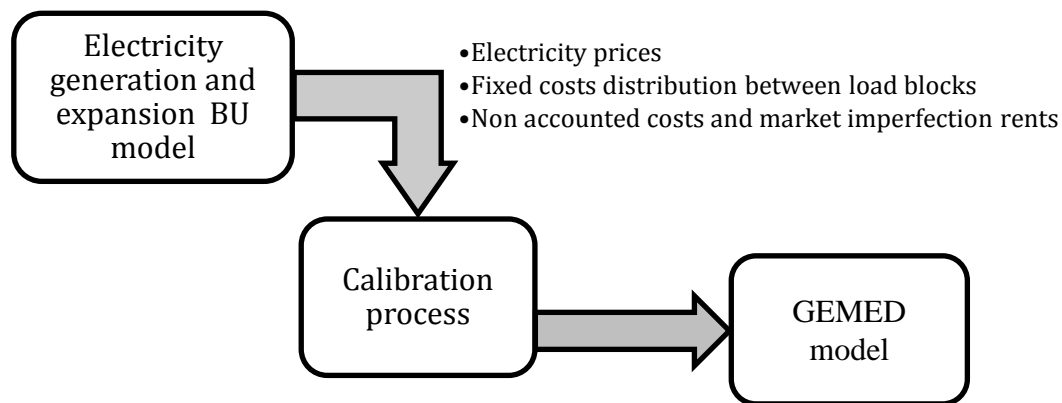 Electricity
generation and
expansion BU
model
•Electricity prices
•Fixed costs distribution between load blocks
•Non accounted costs and market imperfection rents
Calibration
process
GEMED
model